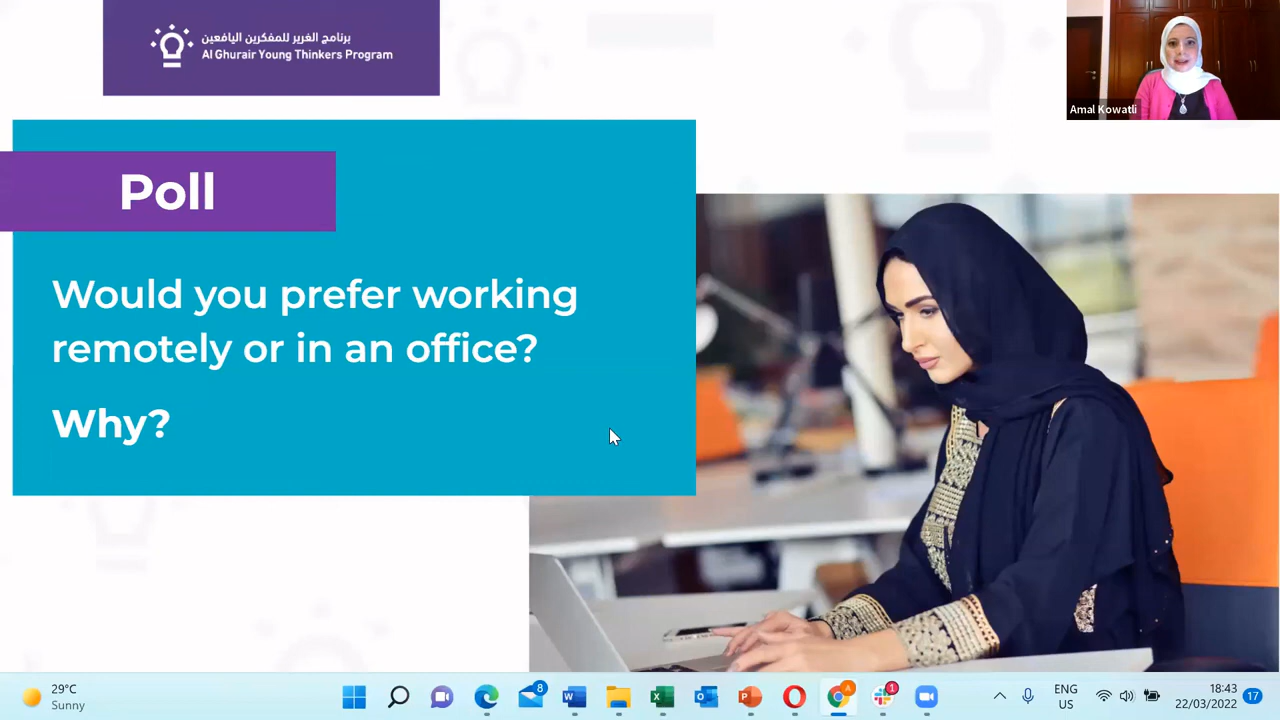 برنامج الغرير للمفكرين اليافعين
Al Ghurair Young Thinkers Program
Amal Kowatli
Poll
Would you prefer working
remotely or in an office?
Why?
29°C
Sunny
8
A
1
ENG
US
18:43
22/03/2022
17